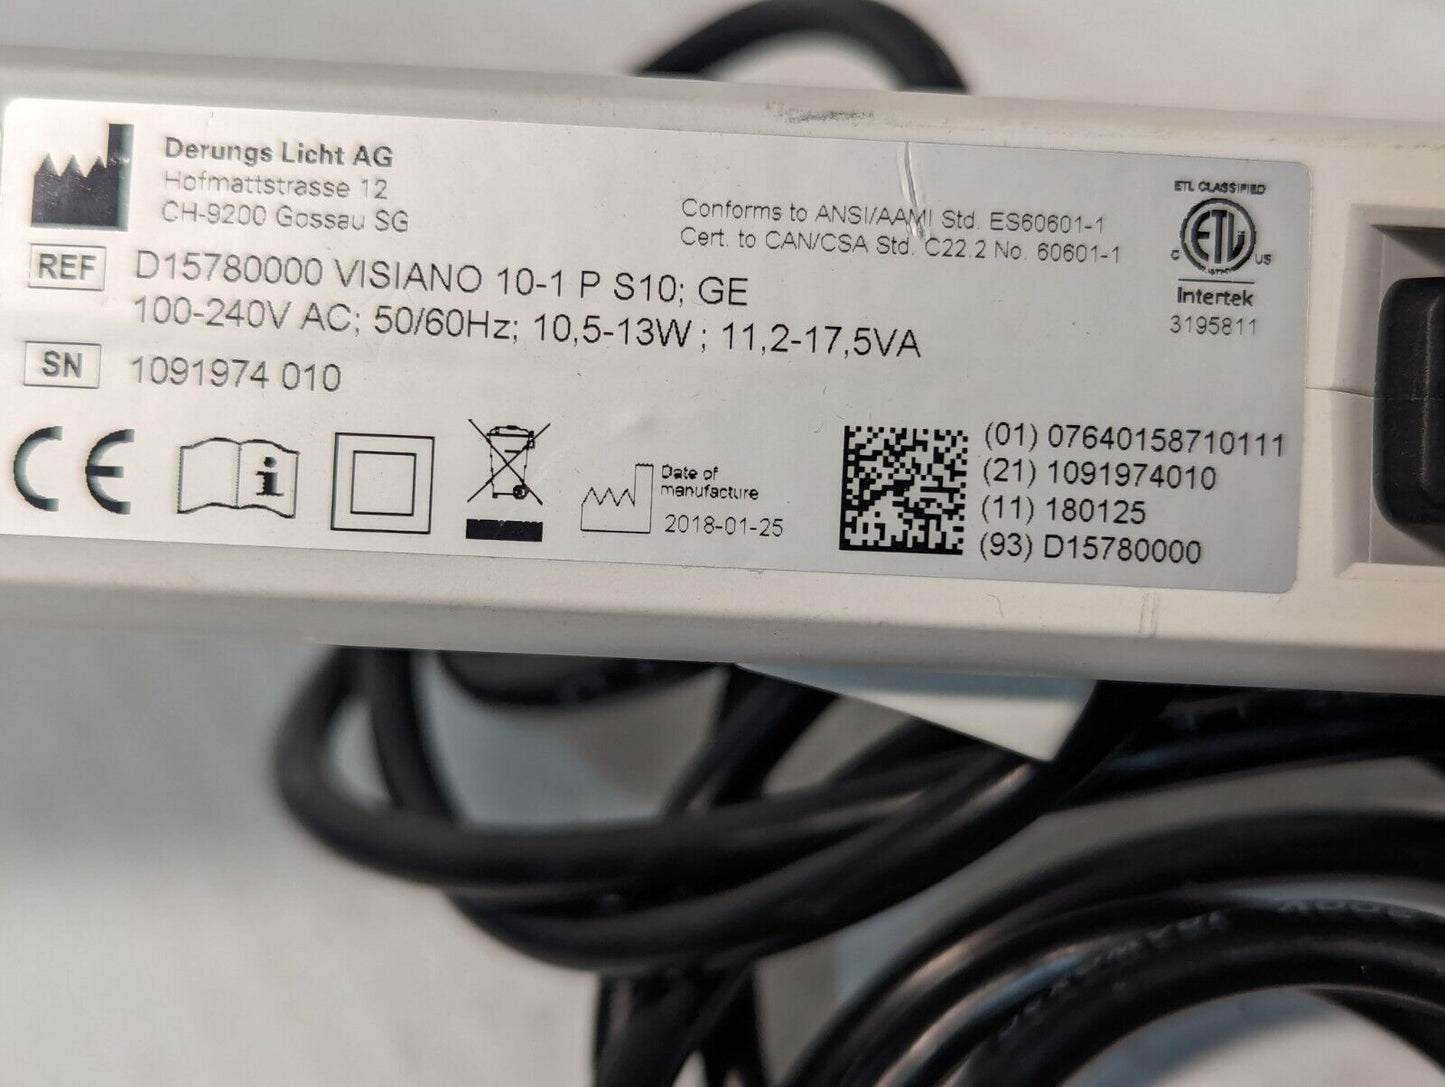 Derungs Licht AG
Hofmattstrasse 12
CH-9200 Gossau SG
Conforms to ANSI/AAMI Std. ES60601-1
Cert. to CAN/CSA Std. C22.2 No. 60601-1
ETL CLASSIFIED
ETL
C US
Intertek
3195811
REF D15780000 VISIANO 10-1 P S10; GE
100-240V AC; 50/60Hz; 10,5-13W ; 11,2-17,5VA
SN 1091974 010
CE
Date of
manufacture
2018-01-25
(01) 07640158710111
(21) 1091974010
(11) 180125
(93) D15780000